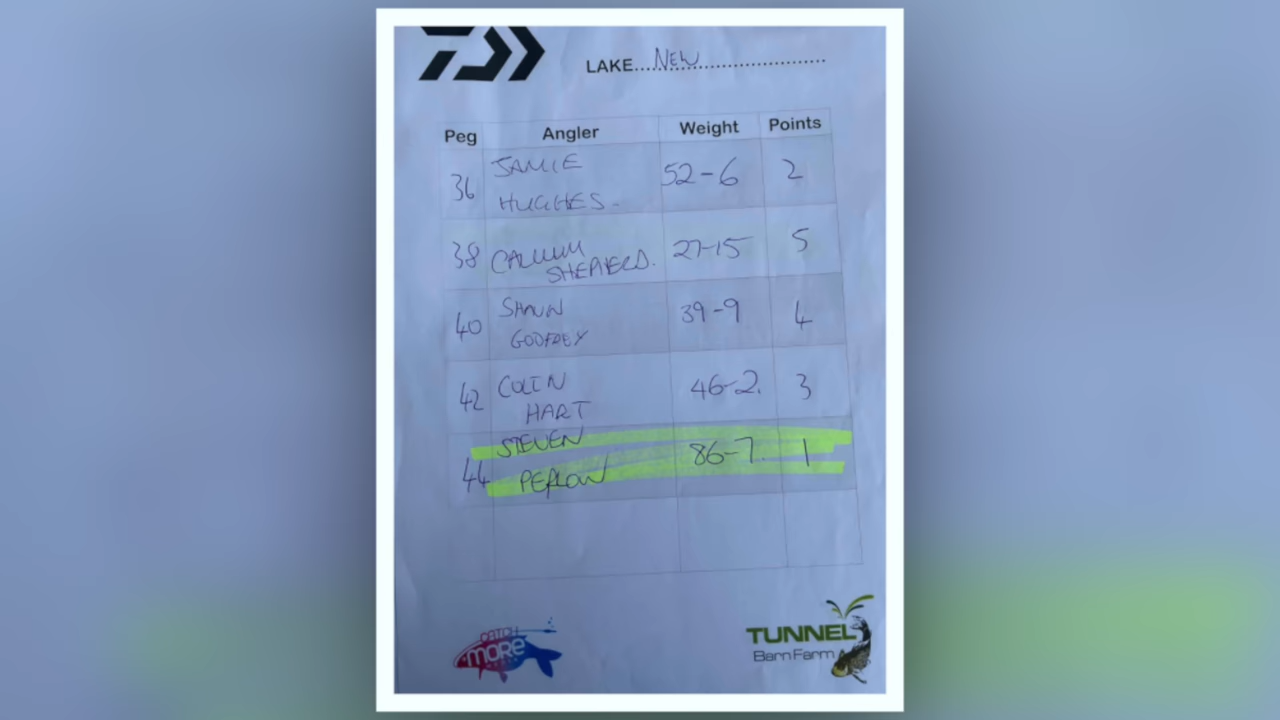 LAKE....NEW............................
Peg Angler Weight Points
36 JAMIE HUGHES. 52-6 2
38 CALLUM SHEPHERD. 27-15 5
40 SHAUN GODFREY 39-9 4
42 COLIN HART 46-2. 3
44 STEVEN 86-7. 1
CATCH
MORE
TUNNEL
Barn Farm